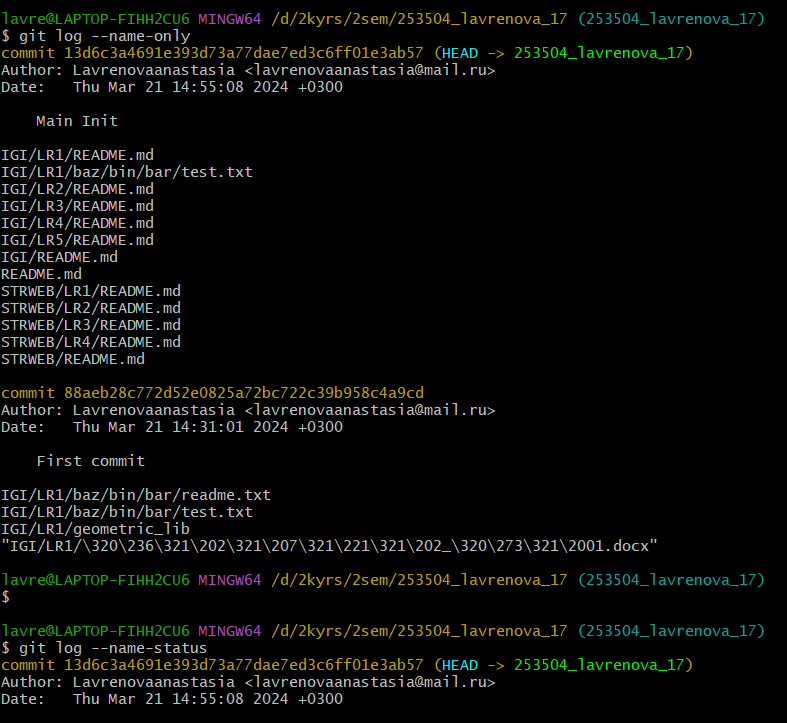 lavre@LAPTOP-FIHH2CU6 MINGW64 /d/2kyrs/2sem/253504_lavrenova_17 (253504_lavrenova_17)
$ git log --name-only
commit 13d6c3a4691e393d73a77dae7ed3c6ff01e3ab57 (HEAD -> 253504_lavrenova_17)
Author: Lavrenovaanastasia <lavrenovaanastasia@mail.ru>
Date:   Thu Mar 21 14:55:08 2024 +0300

    Main Init

IGI/LR1/README.md
IGI/LR1/baz/bin/bar/test.txt
IGI/LR2/README.md
IGI/LR3/README.md
IGI/LR4/README.md
IGI/LR5/README.md
IGI/README.md
README.md
STRWEB/LR1/README.md
STRWEB/LR2/README.md
STRWEB/LR3/README.md
STRWEB/LR4/README.md
STRWEB/README.md

commit 88aeb28c772d52e0825a72bc722c39b958c4a9cd
Author: Lavrenovaanastasia <lavrenovaanastasia@mail.ru>
Date:   Thu Mar 21 14:31:01 2024 +0300

    First commit

IGI/LR1/baz/bin/bar/readme.txt
IGI/LR1/baz/bin/bar/test.txt
IGI/LR1/geometric_lib
"IGI/LR1/\320\236\321\202\321\207\321\221\321\202_\320\273\321\2001.docx"

lavre@LAPTOP-FIHH2CU6 MINGW64 /d/2kyrs/2sem/253504_lavrenova_17 (253504_lavrenova_17)
$

lavre@LAPTOP-FIHH2CU6 MINGW64 /d/2kyrs/2sem/253504_lavrenova_17 (253504_lavrenova_17)
$ git log --name-status
commit 13d6c3a4691e393d73a77dae7ed3c6ff01e3ab57 (HEAD -> 253504_lavrenova_17)
Author: Lavrenovaanastasia <lavrenovaanastasia@mail.ru>
Date:   Thu Mar 21 14:55:08 2024 +0300